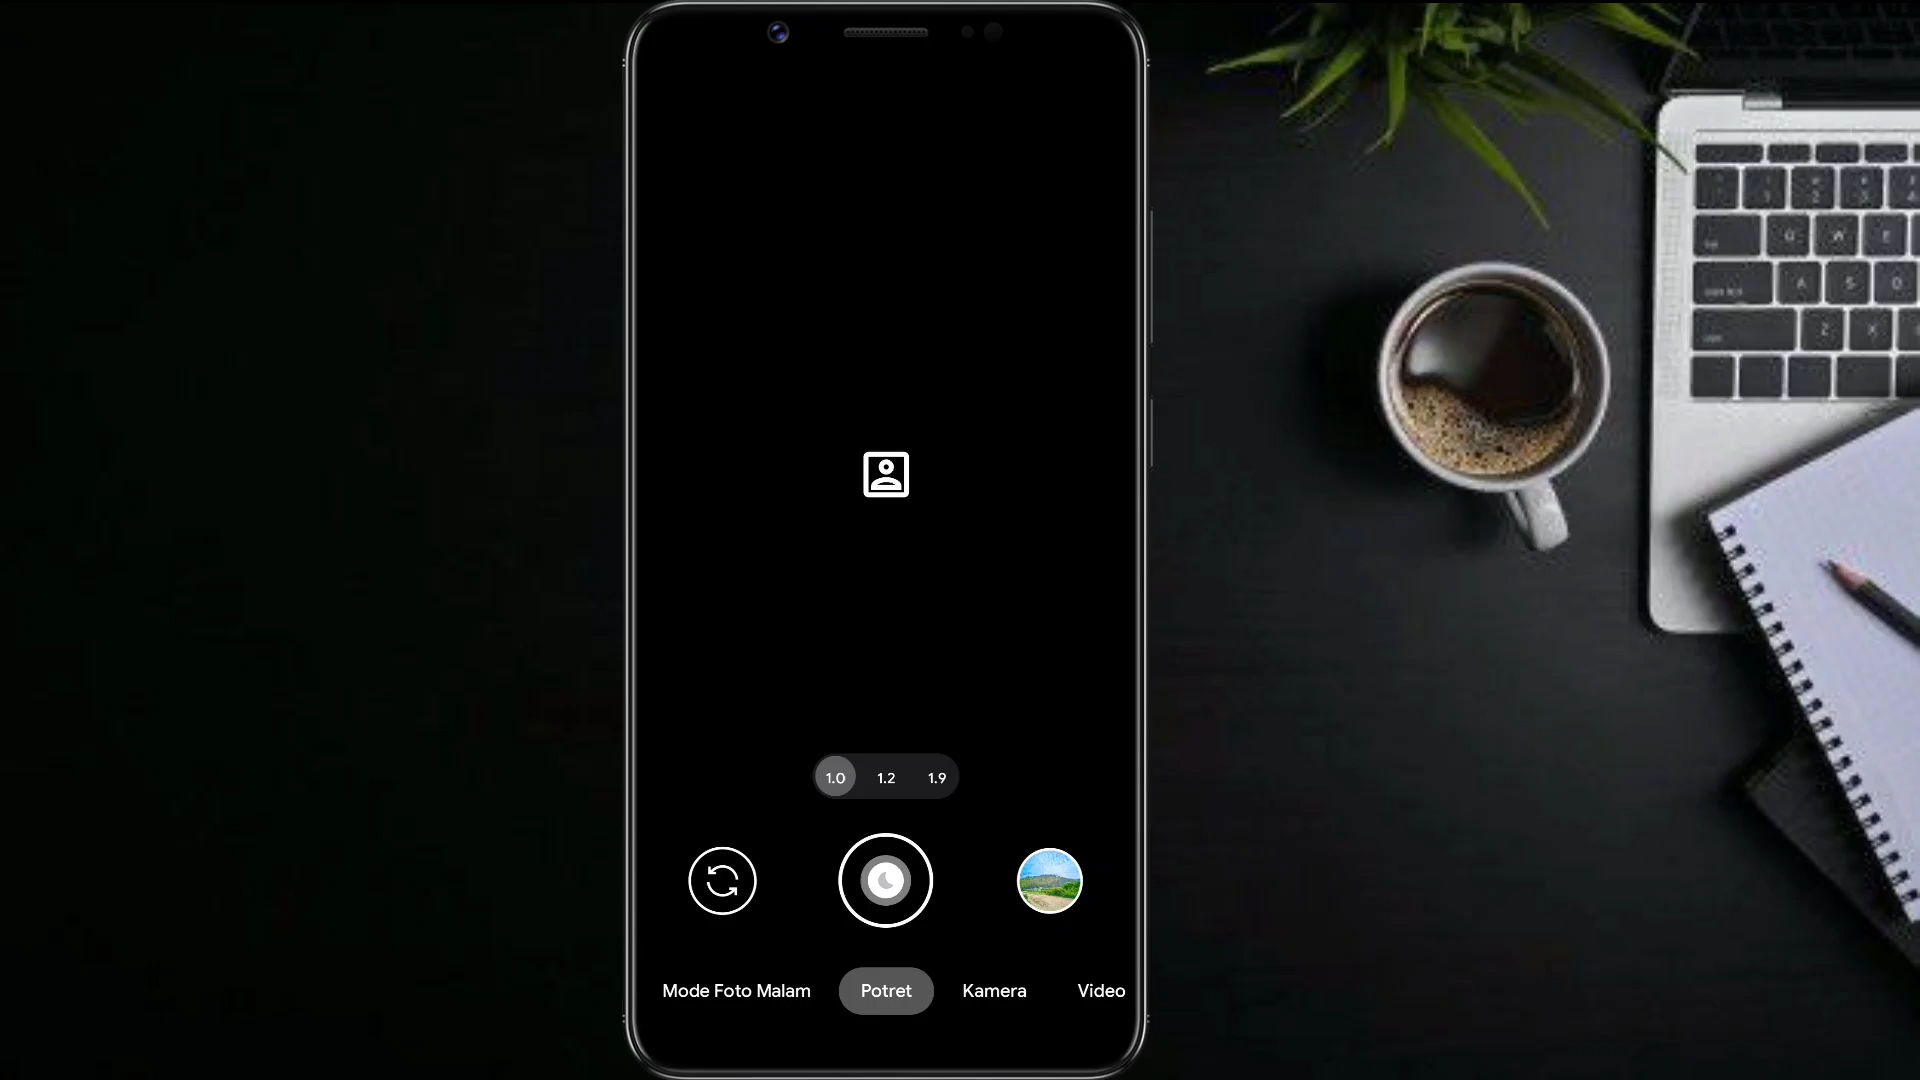 1.0 1.2 1.9
Mode Foto Malam Potret Kamera Video
Q W E
A S D
Z X